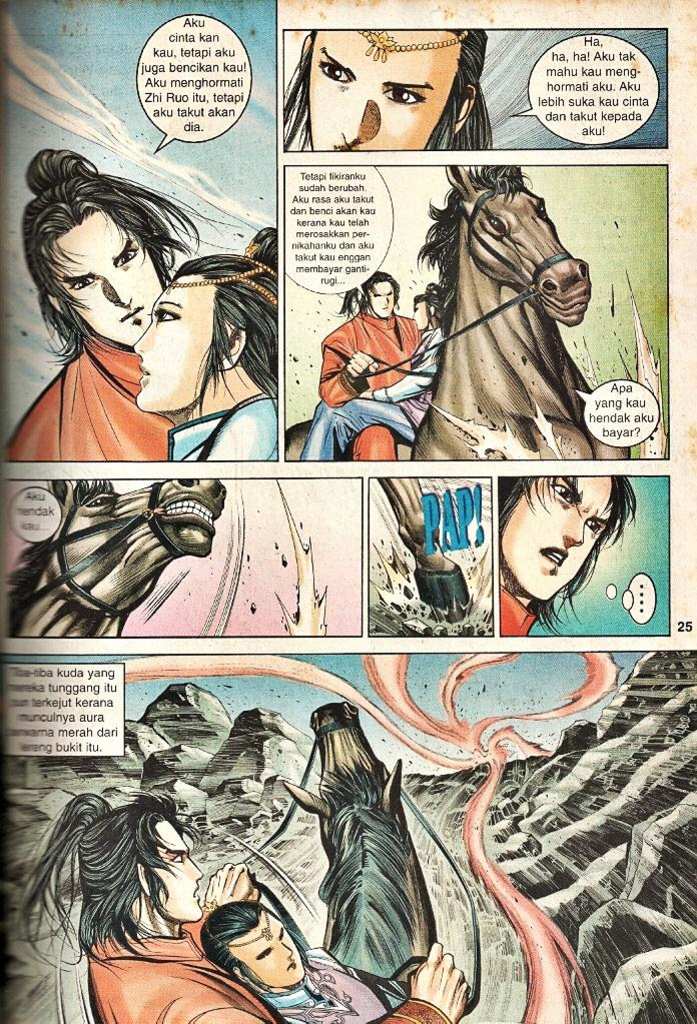 Aku
cinta kan
kau, tetapi aku
juga bencikan kau!
Aku menghormati
Zhi Ruo itu, tetapi
aku takut akan
dia.
Ha,
ha, ha! Aku tak
mahu kau meng-
hormati aku. Aku
lebih suka kau cinta
dan takut kepada
aku!
Tetapi fikiranku
sudah berubah.
Aku rasa aku takut
dan benci akan kau
kerana kau telah
merosakkan per-
nikahanku dan aku
takut kau enggan
membayar ganti-
rugi...
Apa
yang kau
hendak aku
bayar?
Aku
hendak
kau...
PAP!
....
25
Tiba-tiba kuda yang
mereka tunggang itu
pun terkejut kerana
munculnya aura
berwarna merah dari
lereng bukit itu.